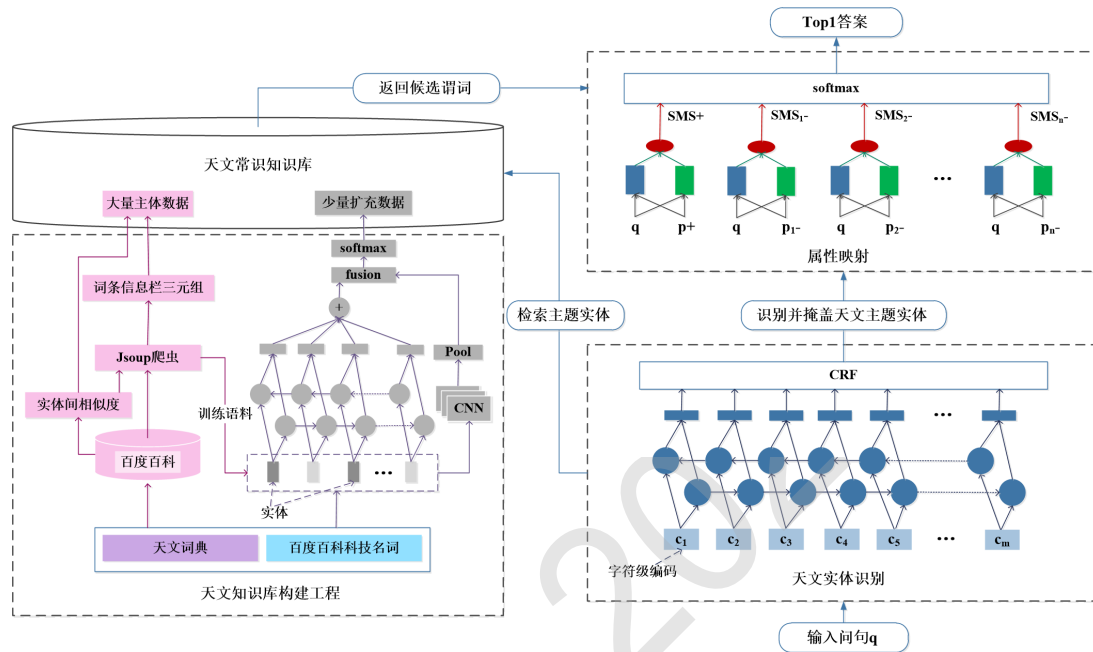 Top1答案
返回候选谓词
softmax
SMS+
SMS₁-
SMS₂-
SMSₙ-
...
q
p+
q
p₁-
q
p₂-
q
pₙ-
属性映射
天文常识知识库
大量主体数据
少量扩充数据
softmax
fusion
+
词条信息栏三元组
Pool
Jsoup爬虫
CNN
实体间相似度
训练语料
百度百科
...
实体
天文词典
百度百科科技名词
天文知识库构建工程
检索主题实体
识别并掩盖天文主题实体
CRF
...
c₁
c₂
c₃
c₄
c₅
...
cₘ
字符级编码
天文实体识别
输入问句q
202